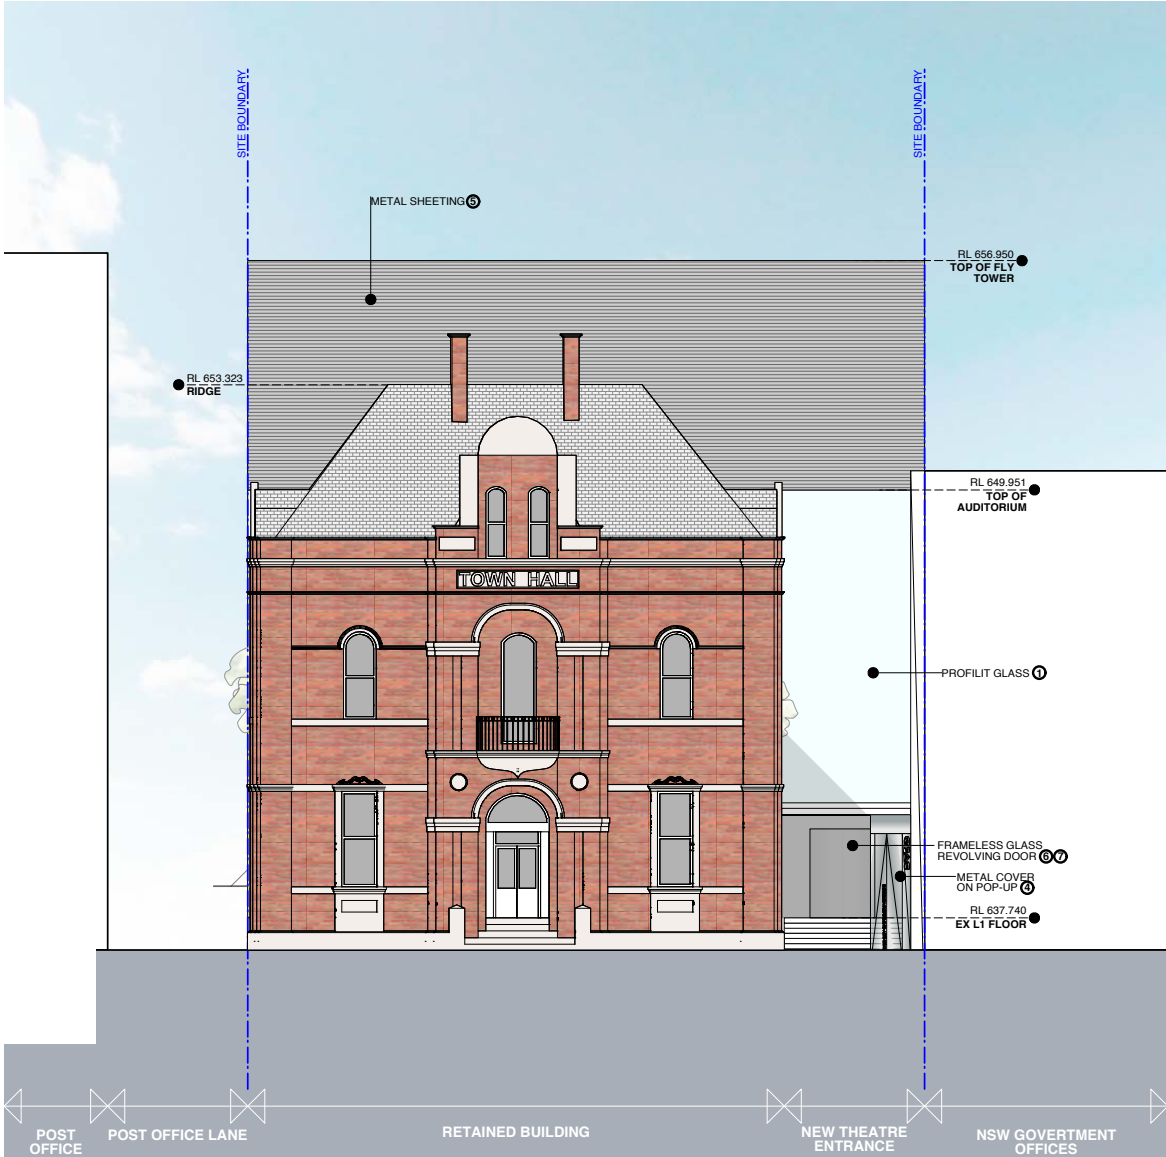 SITE BOUNDARY
SITE BOUNDARY
METAL SHEETING 5
RL 656.950
TOP OF FLY
TOWER
RL 653.323
RIDGE
RL 649.951
TOP OF
AUDITORIUM
TOWN HALL
PROFILIT GLASS 1
FRAMELESS GLASS
REVOLVING DOOR 6 7
METAL COVER
ON POP-UP 4
RL 637.740
EX L1 FLOOR
POST
OFFICE
POST OFFICE LANE
RETAINED BUILDING
NEW THEATRE
ENTRANCE
NSW GOVERTMENT
OFFICES